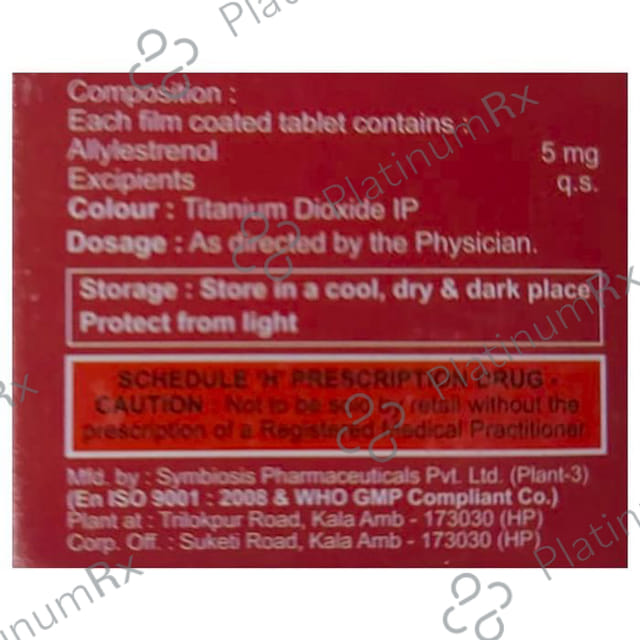 PlatinumRx
Composition :
Each film coated tablet contains :
Allylestrenol 5 mg
Excipients q.s.
Colour : Titanium Dioxide IP
Dosage : As directed by the Physician.
Storage : Store in a cool, dry & dark place
Protect from light
SCHEDULE 'H' PRESCRIPTION DRUG -
CAUTION : Not to be sold by retail without the
prescription of a Registered Medical Practitioner
Mfd. by : Symbiosis Pharmaceuticals Pvt. Ltd. (Plant-3)
(En ISO 9001 : 2008 & WHO GMP Compliant Co.)
Plant at : Trilokpur Road, Kala Amb - 173030 (HP)
Corp. Off. : Suketi Road, Kala Amb - 173030 (HP)
PlatinumRx
PlatinumRx
PlatinumRx
PlatinumRx